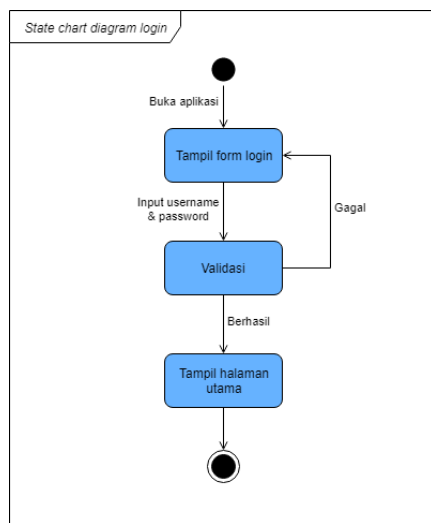 State chart diagram login
Buka aplikasi
Tampil form login
Input username
& password
Gagal
Validasi
Berhasil
Tampil halaman
utama